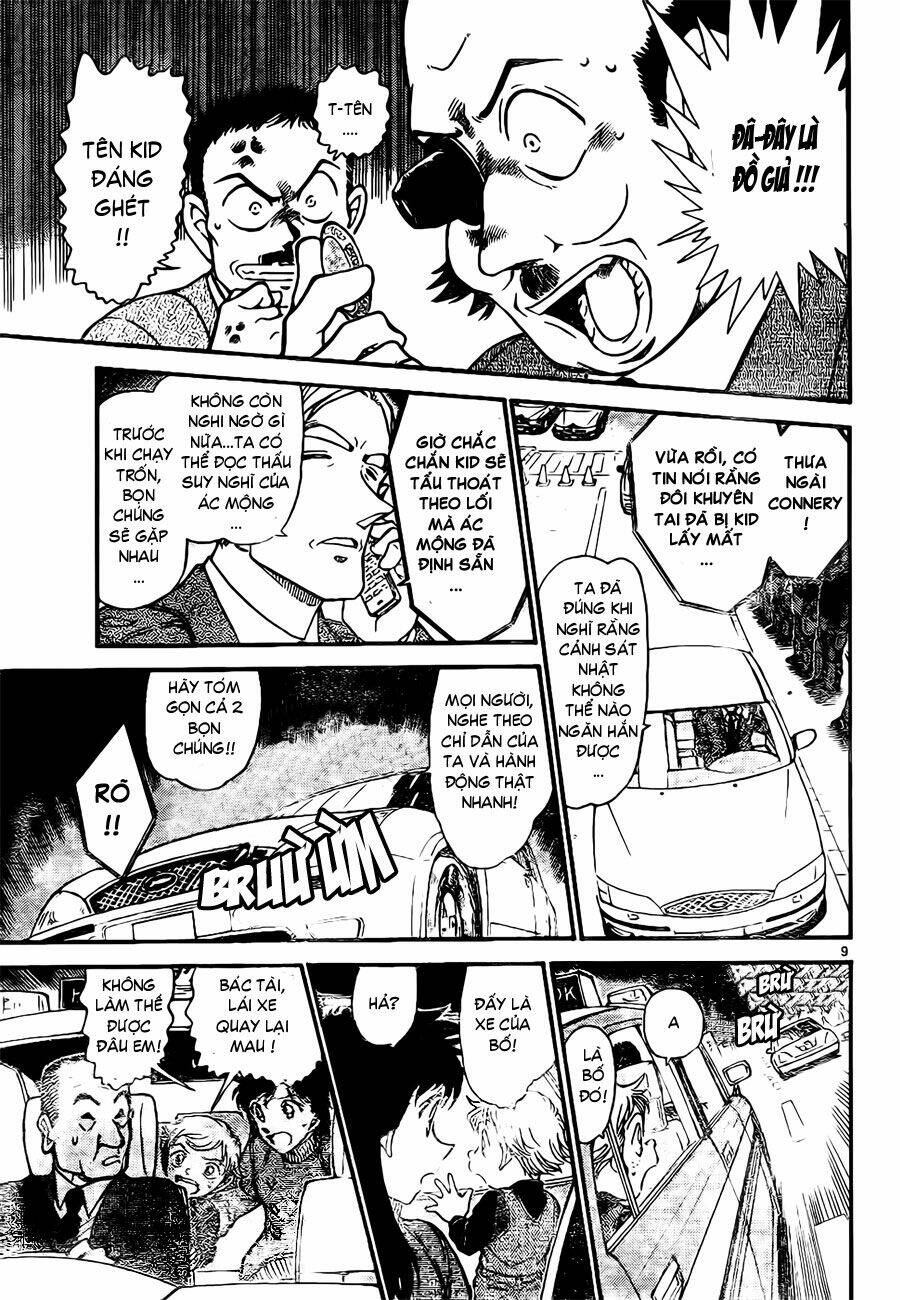 ĐÂ-ĐÂY LÀ
ĐỒ GIẢ !!!
T-TÊN
....
TÊN KID
ĐÁNG
GHÉT
!!
THƯA
NGÀI
CONNERY
!
VỪA RỒI, CÓ
TIN NƠI RẰNG
ĐÔI KHUYÊN
TAI ĐÃ BỊ KID
LẤY MẤT
...
TA ĐÃ
ĐÚNG KHI
NGHĨ RẰNG
CẢNH SÁT
NHẬT
KHÔNG
THỂ NÀO
NGĂN HẮN
ĐƯỢC
...
GIỜ CHẮC
CHẮN KID SẼ
TẨU THOÁT
THEO LỐI
MÀ ÁC
MỘNG ĐÃ
ĐỊNH SẴN
...
KHÔNG CÒN
NGHI NGỜ GÌ
NỮA...TA CÓ
THỂ ĐỌC THẤU
SUY NGHĨ CỦA
ÁC MỘNG
...
TRƯỚC
KHI CHẠY
TRỐN, BỌN
CHÚNG
SẼ GẶP
NHAU
...
MỌI NGƯỜI,
NGHE THEO
CHỈ DẪN CỦA
TA VÀ HÀNH
ĐỘNG THẬT
NHANH!
HÃY TÓM
GỌN CẢ 2
BỌN
CHÚNG!!
RÕ
!!
BRUỪ ÙM
9
BRÙ
BRÙ
A
LÀ
BỐ
ĐÓ!
ĐẤY LÀ
XE CỦA
BỐ!
HẢ?
BÁC TÀI,
LÁI XE
QUAY LẠI
MAU !
KHÔNG
LÀM THẾ
ĐƯỢC
ĐÂU EM!